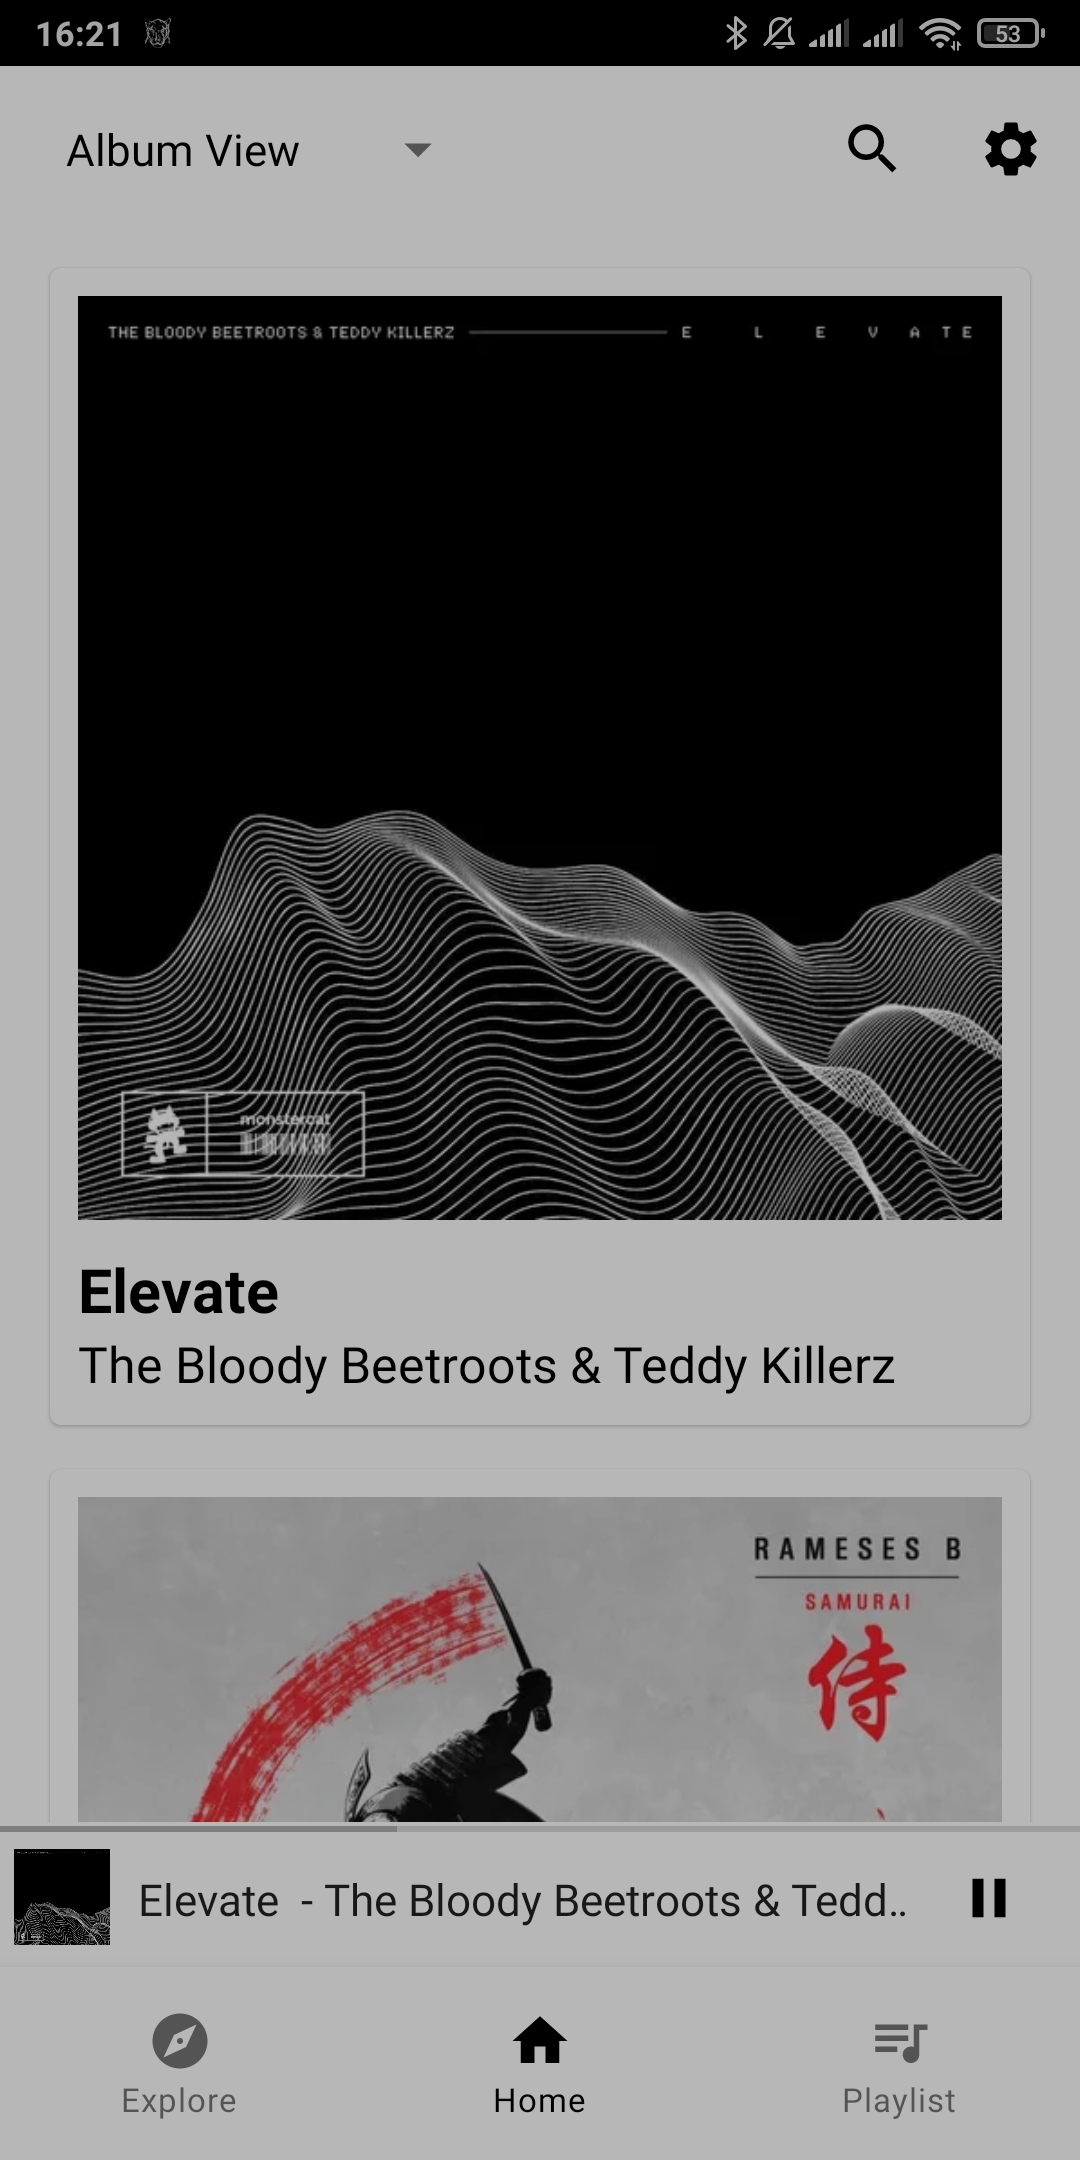 16:21
53
Album View
THE BLOODY BEETROOTS & TEDDY KILLERZ E L E V A T E
monstercat
Elevate
The Bloody Beetroots & Teddy Killerz
RAMESES B
SAMURAI
侍
Elevate - The Bloody Beetroots & Tedd..
Explore
Home
Playlist